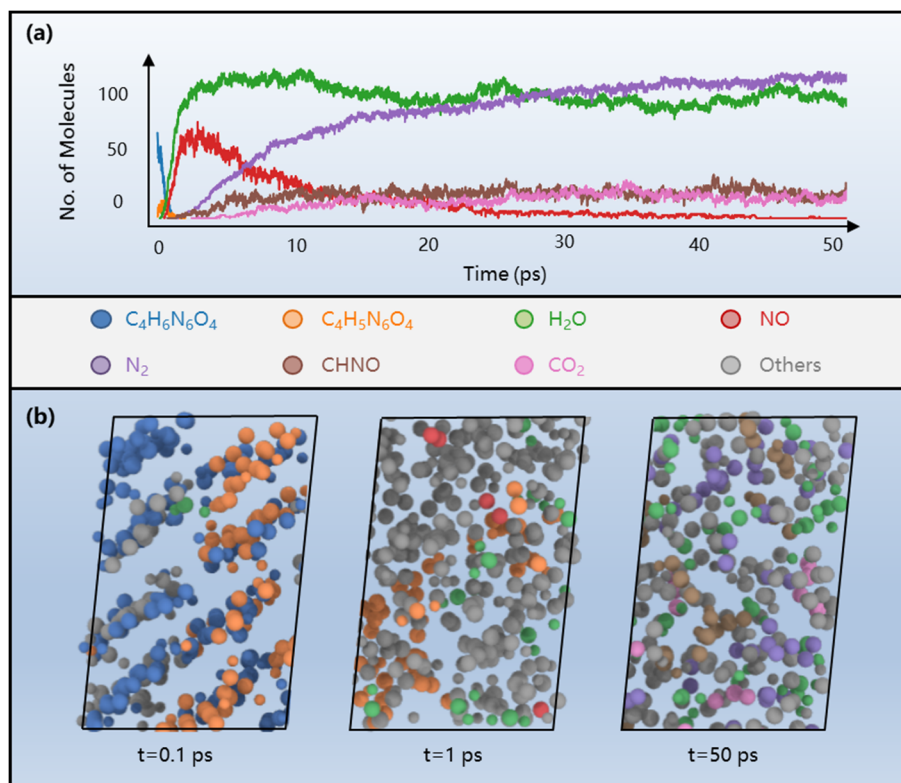 (a)
No. of Molecules
100
50
0
0 10 20 30 40 50
Time (ps)
C₄H₆N₆O₄ C₄H₅N₆O₄ H₂O NO
N₂ CHNO CO₂ Others
(b)
t=0.1 ps t=1 ps t=50 ps